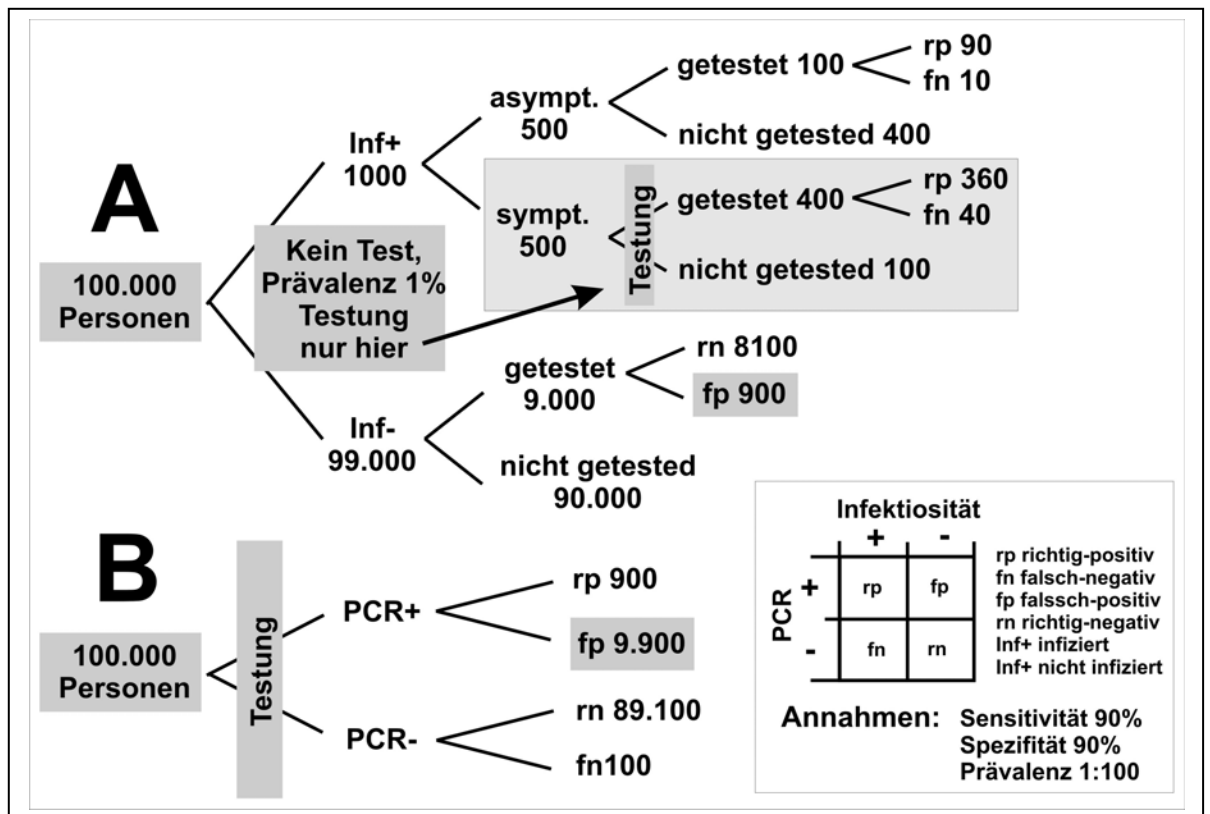 A
100.000
Personen
Inf+
1000
Kein Test,
Prävalenz 1%
Testung
nur hier
Inf-
99.000
asympt.
500
getestet 100
rp 90
fn 10
nicht getested 400
sympt.
500
Testung
getestet 400
rp 360
fn 40
nicht getested 100
getestet
9.000
rn 8100
fp 900
nicht getested
90.000
B
100.000
Personen
Testung
PCR+
rp 900
fp 9.900
PCR-
rn 89.100
fn100
Infektiosität
+ -
PCR
+ rp fp
- fn rn
rp richtig-positiv
fn falsch-negativ
fp falssch-positiv
rn richtig-negativ
Inf+ infiziert
Inf+ nicht infiziert
Annahmen: Sensitivität 90%
Spezifität 90%
Prävalenz 1:100